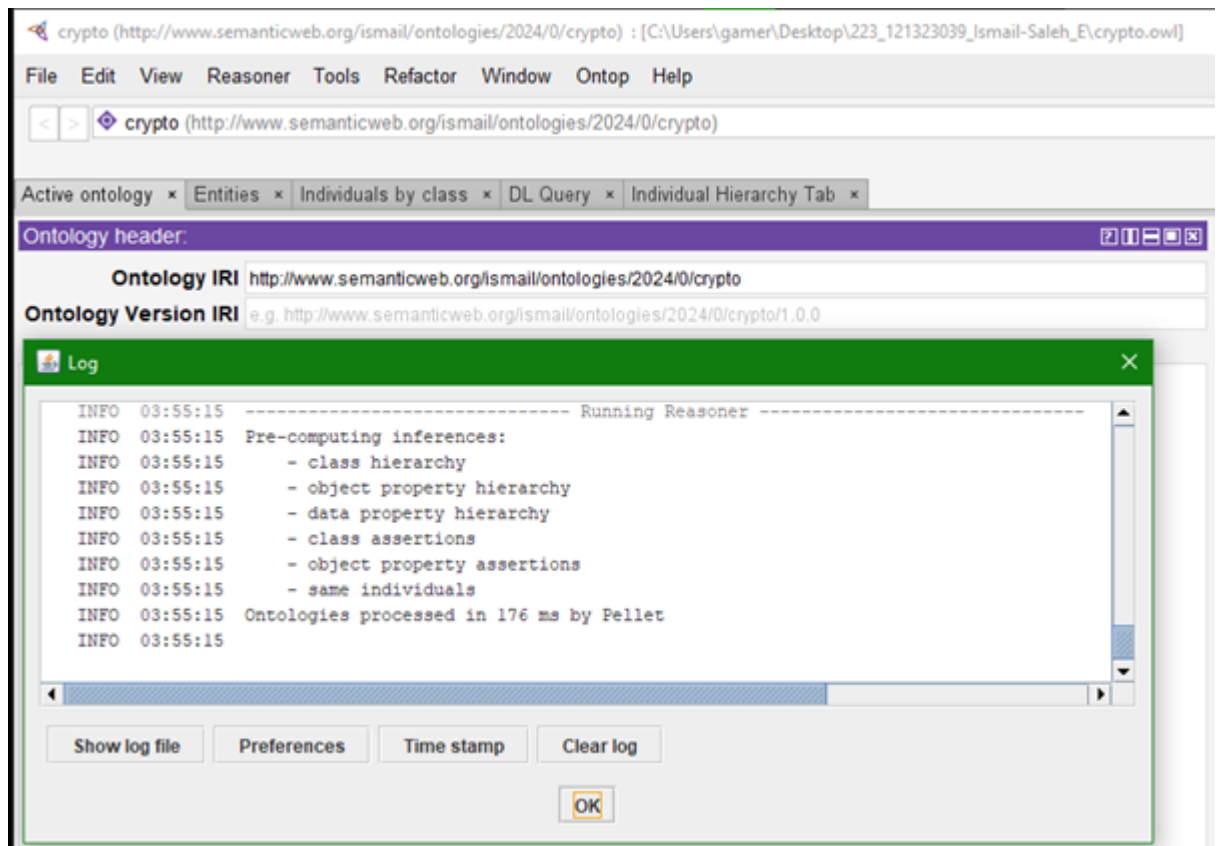 crypto (http://www.semanticweb.org/ismail/ontologies/2024/0/crypto) : [C:\Users\gamer\Desktop\223_121323039_Ismail-Saleh_E\crypto.owl]
File Edit View Reasoner Tools Refactor Window Ontop Help
< > crypto (http://www.semanticweb.org/ismail/ontologies/2024/0/crypto)
Active ontology × Entities × Individuals by class × DL Query × Individual Hierarchy Tab ×
Ontology header:
Ontology IRI http://www.semanticweb.org/ismail/ontologies/2024/0/crypto
Ontology Version IRI e.g. http://www.semanticweb.org/ismail/ontologies/2024/0/crypto/1.0.0
Log
INFO 03:55:15 ------------------------------- Running Reasoner -------------------------------
INFO 03:55:15 Pre-computing inferences:
INFO 03:55:15 - class hierarchy
INFO 03:55:15 - object property hierarchy
INFO 03:55:15 - data property hierarchy
INFO 03:55:15 - class assertions
INFO 03:55:15 - object property assertions
INFO 03:55:15 - same individuals
INFO 03:55:15 Ontologies processed in 176 ms by Pellet
INFO 03:55:15
Show log file Preferences Time stamp Clear log
OK